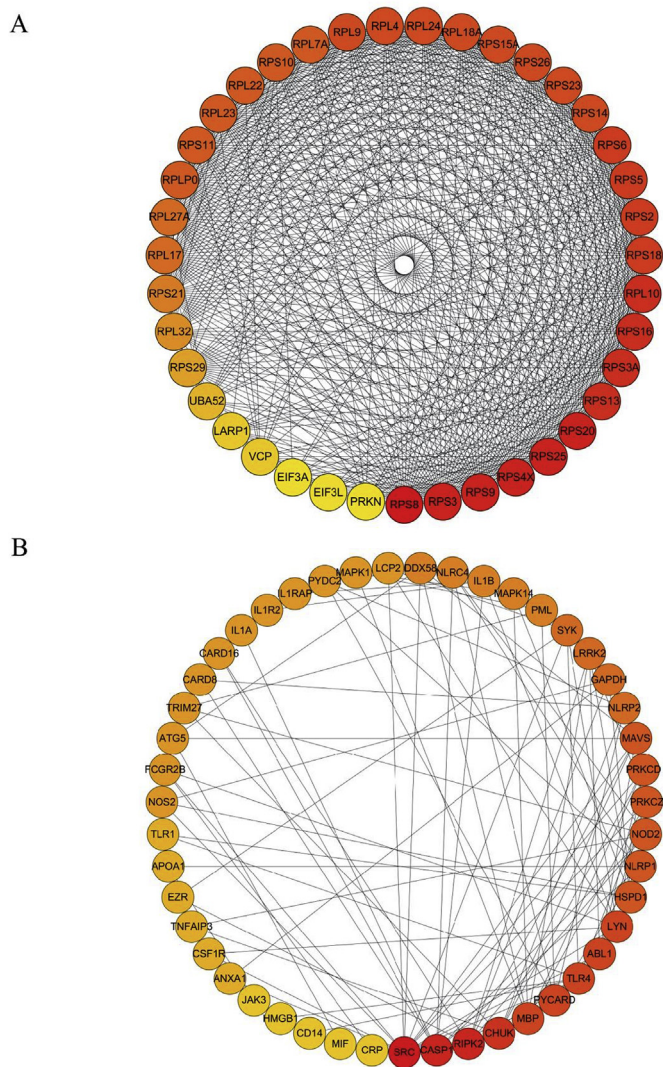 A
RPL4
RPL24
RPL18A
RPS15A
RPS26
RPS23
RPS14
RPS6
RPS5
RPS2
RPS18
RPL10
RPS16
RPS3A
RPS13
RPS20
RPS25
RPS4X
RPS9
RPS3
RPS8
PRKN
EIF3L
EIF3A
VCP
LARP1
UBA52
RPS29
RPL32
RPS21
RPL17
RPL27A
RPLP0
RPS11
RPL23
RPL22
RPS10
RPL7A
RPL9
B
LCP2
DDX58
NLRC4
IL1B
MAPK14
PML
SYK
LRRK2
GAPDH
NLRP2
MAVS
PRKCD
PRKCZ
NOD2
NLRP1
HSPD1
LYN
ABL1
TLR4
PYCARD
MBP
CHUK
RIPK2
CASP1
SRC
CRP
MIF
CD14
HMGB1
JAK3
ANXA1
CSF1R
TNFAIP3
EZR
APOA1
TLR1
NOS2
FCGR2B
ATG5
TRIM27
CARD8
CARD16
IL1A
IL1R2
IL1RAP
PYDC2
MAPK1